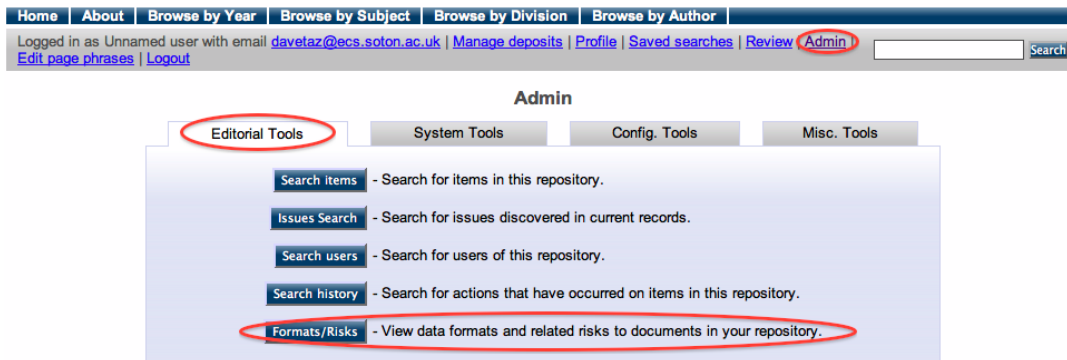 Home About Browse by Year Browse by Subject Browse by Division Browse by Author
Logged in as Unnamed user with email davetaz@ecs.soton.ac.uk | Manage deposits | Profile | Saved searches | Review | Admin |
Edit page phrases | Logout
Search
Admin
Editorial Tools System Tools Config. Tools Misc. Tools
Search items - Search for items in this repository.
Issues Search - Search for issues discovered in current records.
Search users - Search for users of this repository.
Search history - Search for actions that have occurred on items in this repository.
Formats/Risks - View data formats and related risks to documents in your repository.